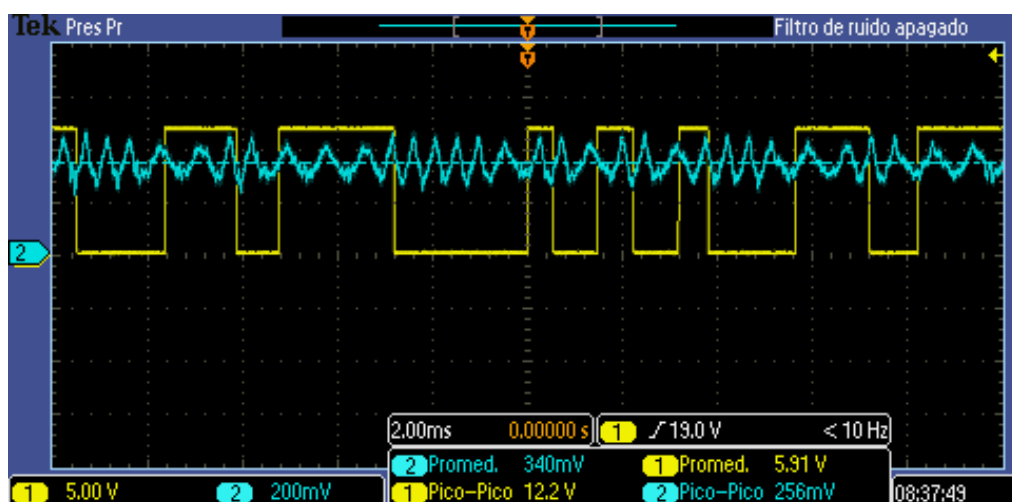 Tek Pres Pr Filtro de ruido apagado
T
T
2
2.00ms 0.00000 s 1 19.0 V < 10 Hz
2 Promed. 340mV 1 Promed. 5.91 V
1 5.00 V 2 200mV 1 Pico-Pico 12.2 V 2 Pico-Pico 256mV 08:37:49